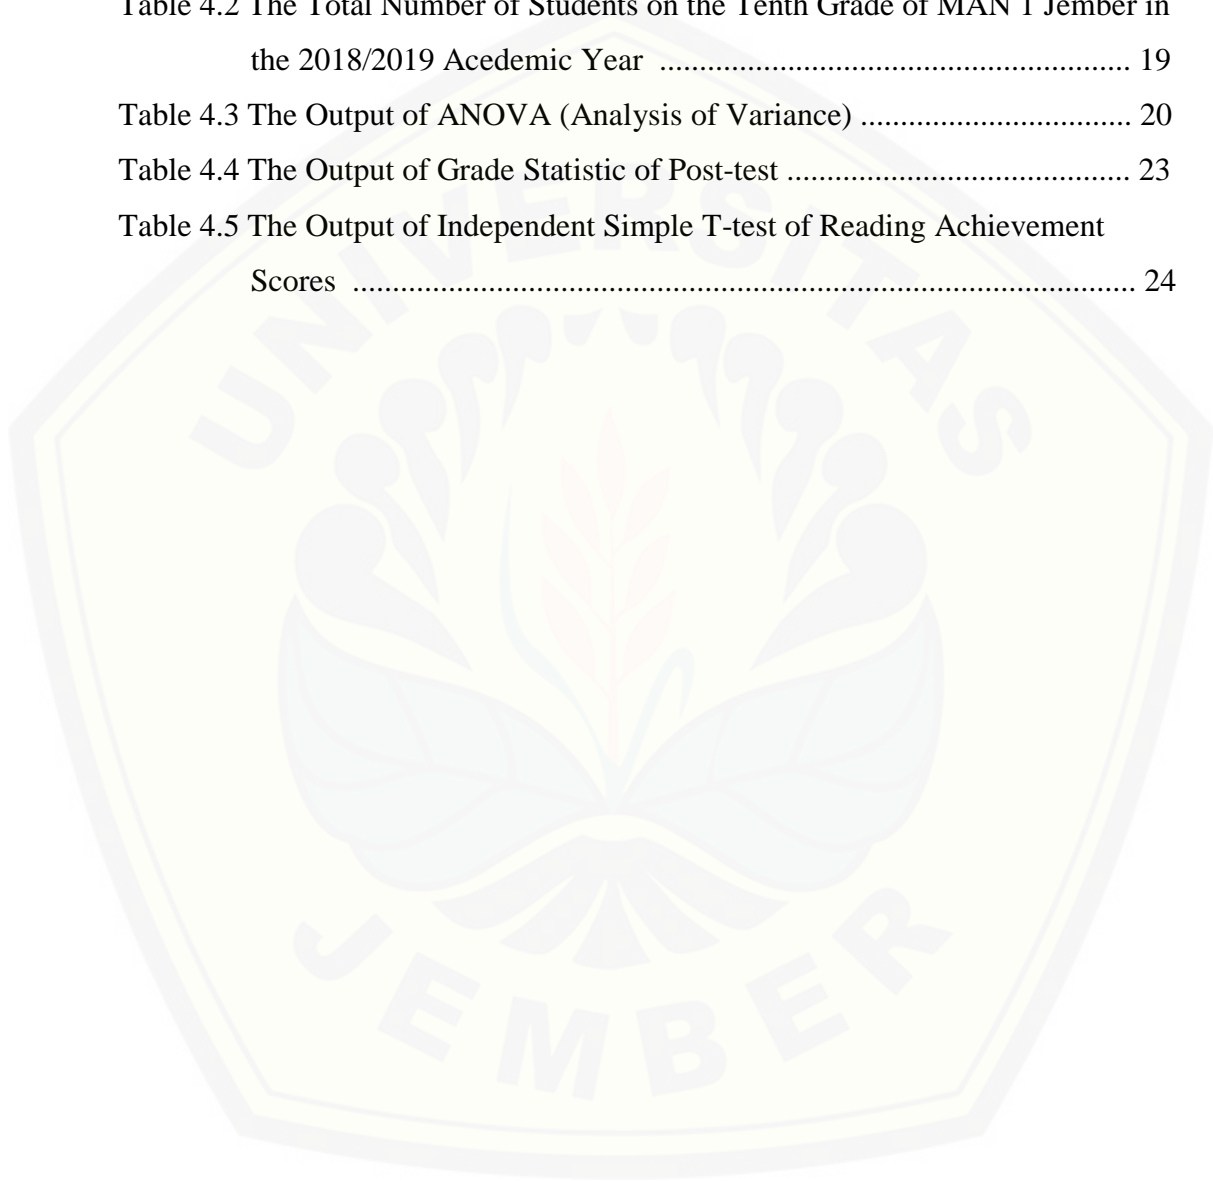 Table 4.2 The Total Number of Students on the Tenth Grade of MAN 1 Jember in
the 2018/2019 Acedemic Year .......................................................... 19
Table 4.3 The Output of ANOVA (Analysis of Variance) ................................. 20
Table 4.4 The Output of Grade Statistic of Post-test .......................................... 23
Table 4.5 The Output of Independent Simple T-test of Reading Achievement
Scores ................................................................................................ 24
UNIVERSITAS
JEMBER